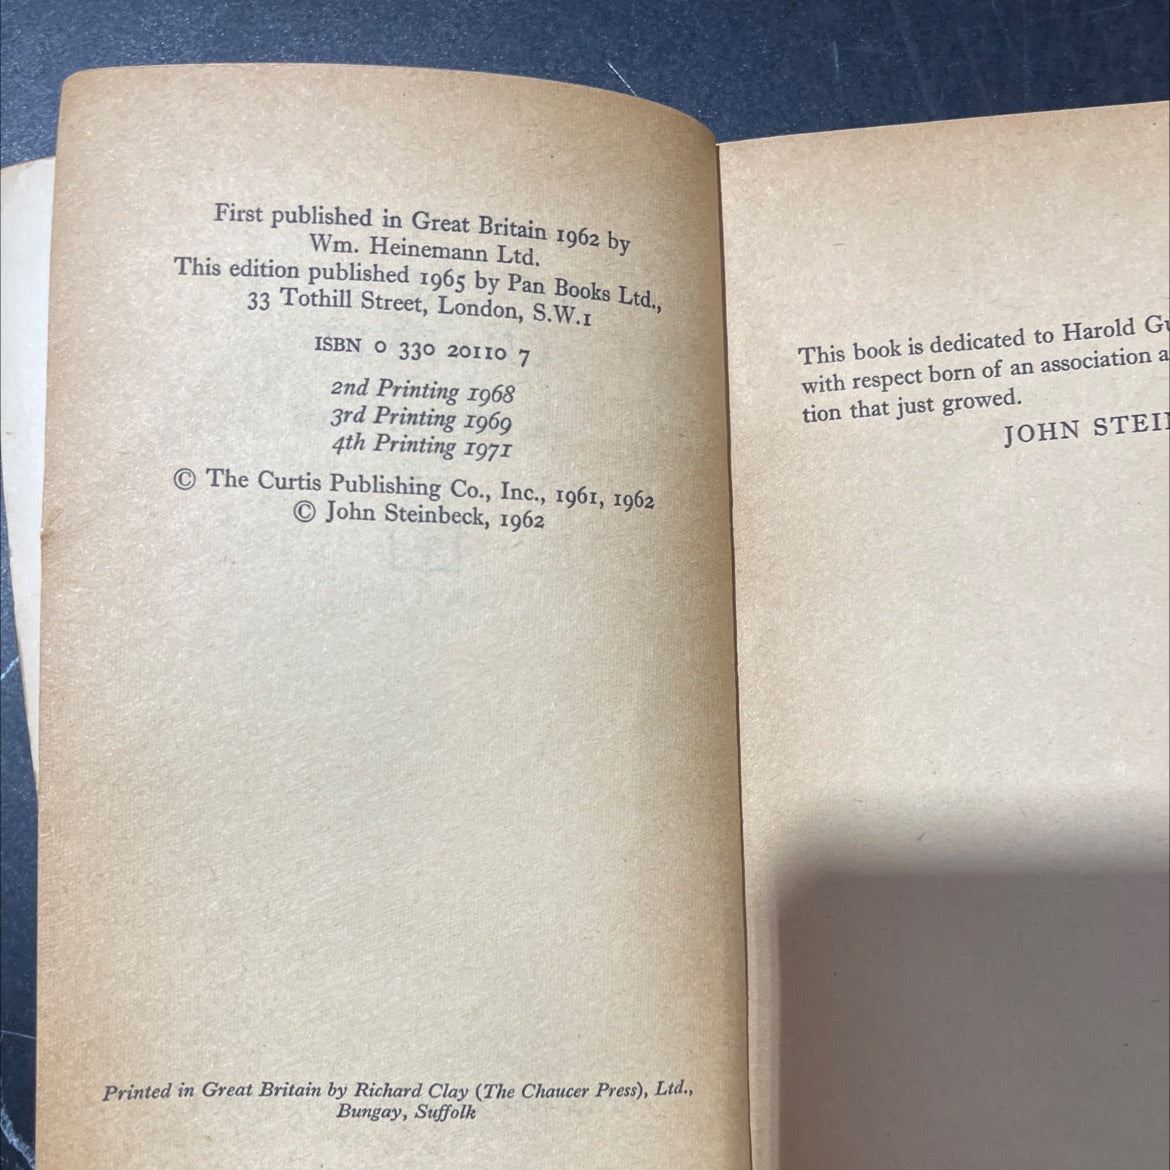 First published in Great Britain 1962 by
Wm. Heinemann Ltd.
This edition published 1965 by Pan Books Ltd.,
33 Tothill Street, London, S.W.1
ISBN 0 330 20110 7
2nd Printing 1968
3rd Printing 1969
4th Printing 1971
© The Curtis Publishing Co., Inc., 1961, 1962
© John Steinbeck, 1962
Printed in Great Britain by Richard Clay (The Chaucer Press), Ltd.,
Bungay, Suffolk
This book is dedicated to Harold
with respect born of an association
tion that just growed.
JOHN